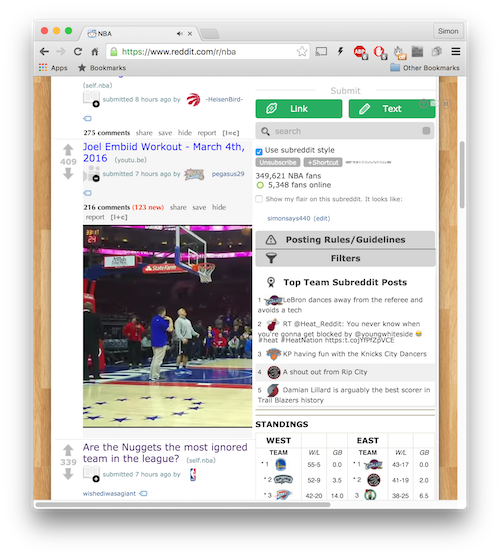 NBA
Simon
https://www.reddit.com/r/nba
Apps
Bookmarks
Other Bookmarks
(self.nba)
submitted 8 hours ago by -HeisenBird-
275 comments share save hide report [l+c]
409
Joel Embiid Workout - March 4th,
2016 (youtu.be)
submitted 7 hours ago by pegasus29
216 comments (123 new) share save hide
report [l+c]
24
StateFarm
339
Are the Nuggets the most ignored
team in the league? (self.nba)
submitted 7 hours ago by
wishediwasagiant
Submit
Link
Text
search
Use subreddit style
Unsubscribe +Shortcut
349,621 NBA fans
5,348 fans online
Show my flair on this subreddit. It looks like:
simonsays440 (edit)
Posting Rules/Guidelines
Filters
Top Team Subreddit Posts
1 LeBron dances away from the referee and
avoids a tech
2 RT @Heat_Reddit: You never know when
you're gonna get blocked by @youngwhiteside 😂
#heat #HeatNation
3 KP having fun with the Knicks City Dancers
4 A shout out from Rip City
5 Damian Lillard is arguably the best scorer in
Trail Blazers history
STANDINGS
WEST
TEAM W/L GB
* 1 55-5 0.0
* 2 52-9 3.5
* 3 42-20 14.0
EAST
TEAM W/L GB
* 1 43-17 0.0
* 2 41-19 2.0
3 38-25 6.5